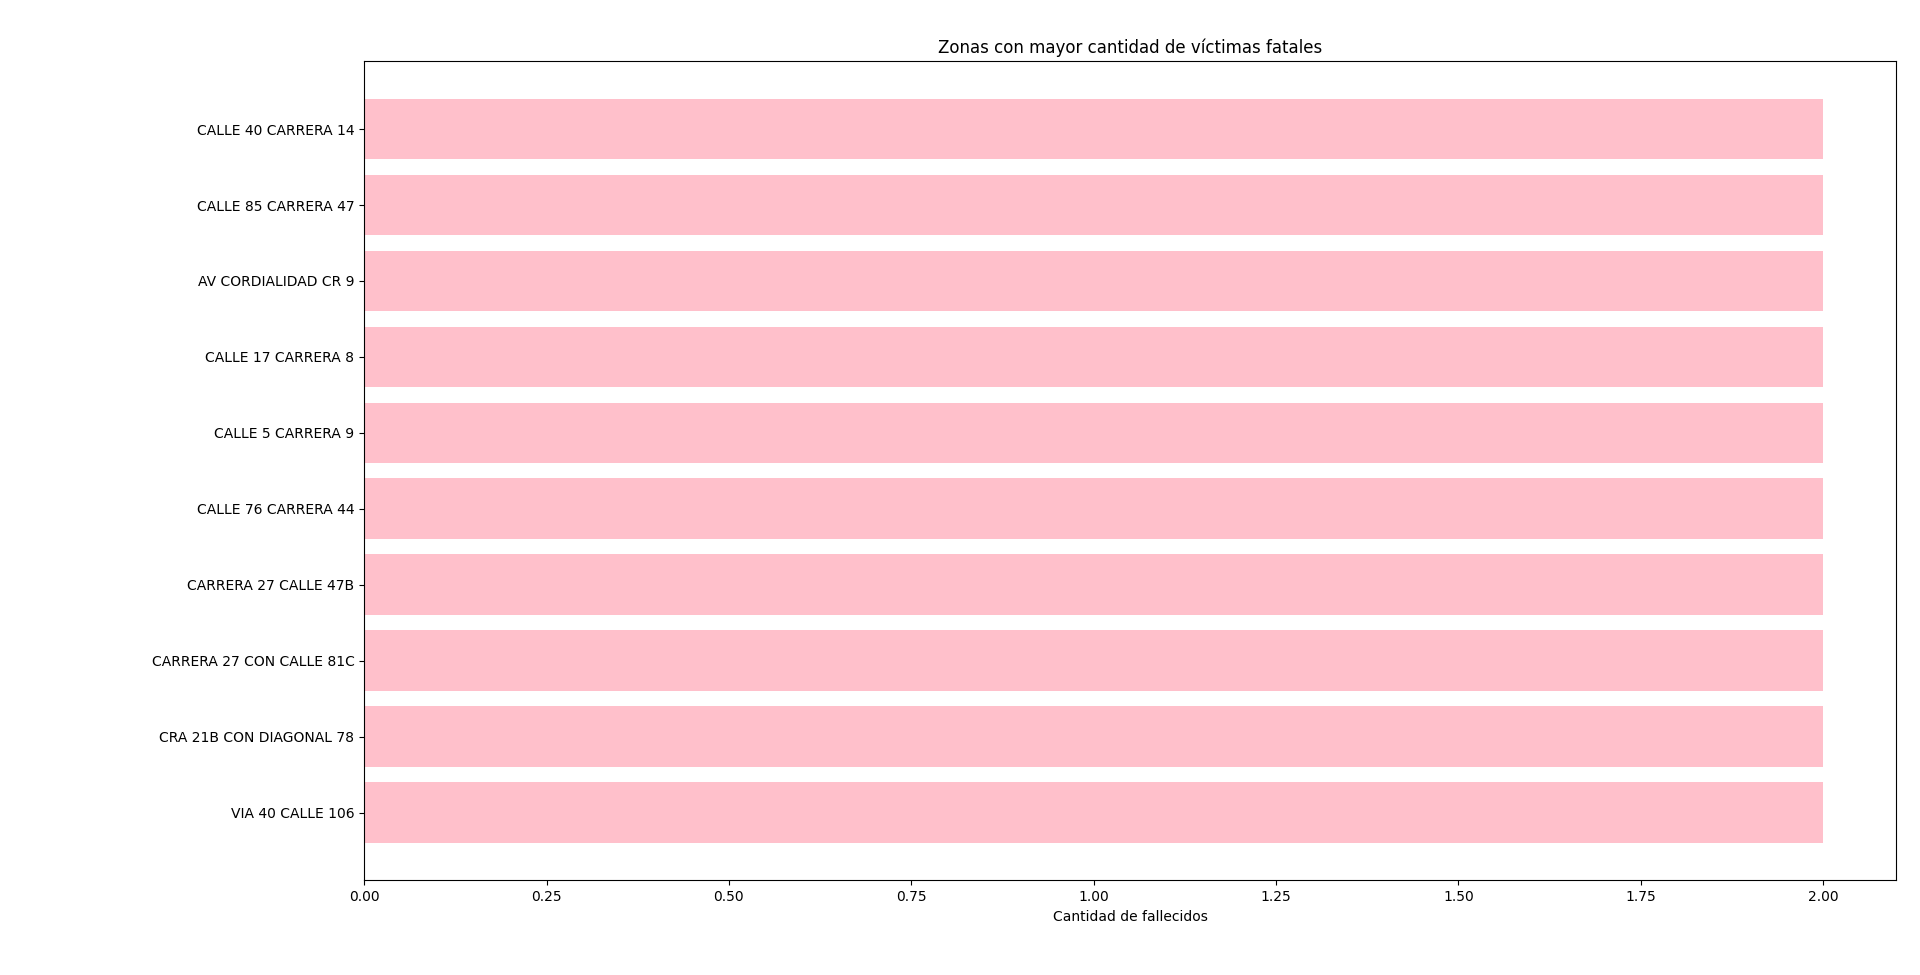 Zonas con mayor cantidad de víctimas fatales
CALLE 40 CARRERA 14
CALLE 85 CARRERA 47
AV CORDIALIDAD CR 9
CALLE 17 CARRERA 8
CALLE 5 CARRERA 9
CALLE 76 CARRERA 44
CARRERA 27 CALLE 47B
CARRERA 27 CON CALLE 81C
CRA 21B CON DIAGONAL 78
VIA 40 CALLE 106
0.00 0.25 0.50 0.75 1.00 1.25 1.50 1.75 2.00
Cantidad de fallecidos